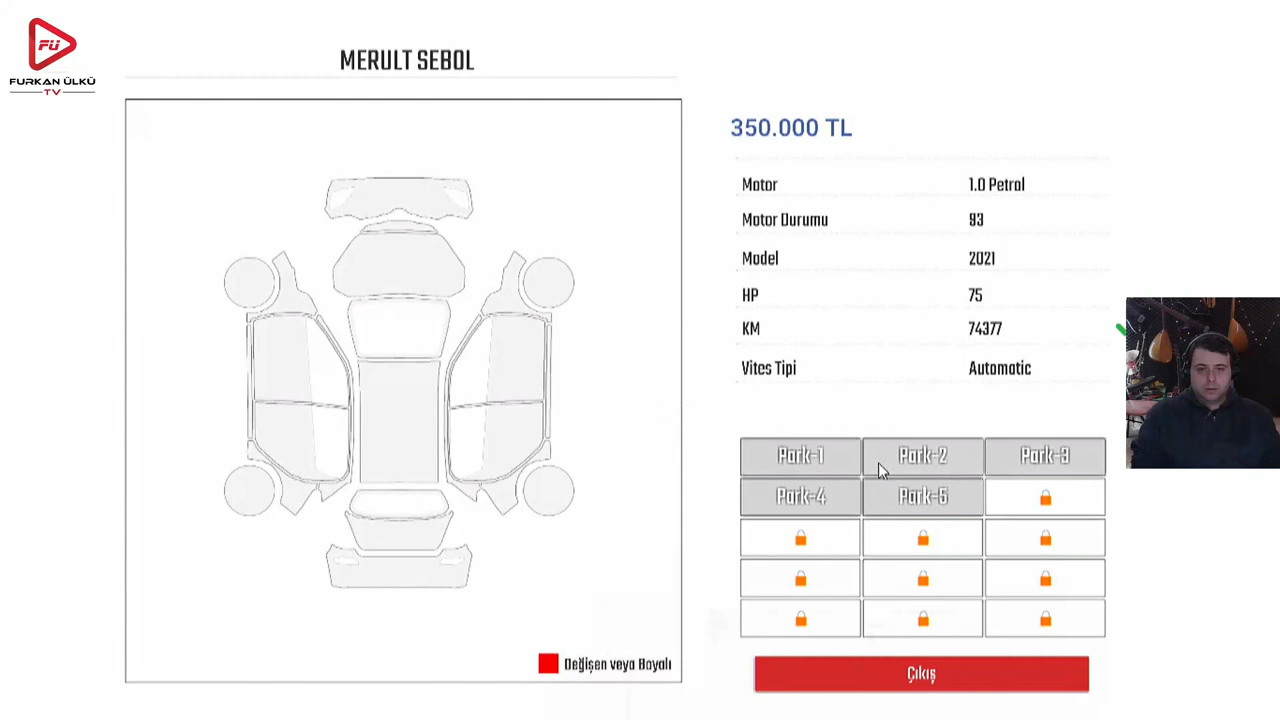 FU
FURKAN ÜLKÜ
TV
MERULT SEBOL
350.000 TL
Motor 1.0 Petrol
Motor Durumu 93
Model 2021
HP 75
KM 74377
Vites Tipi Automatic
Park-1 Park-2 Park-3
Park-4 Park-5
Değişen veya Boyalı
Çıkış